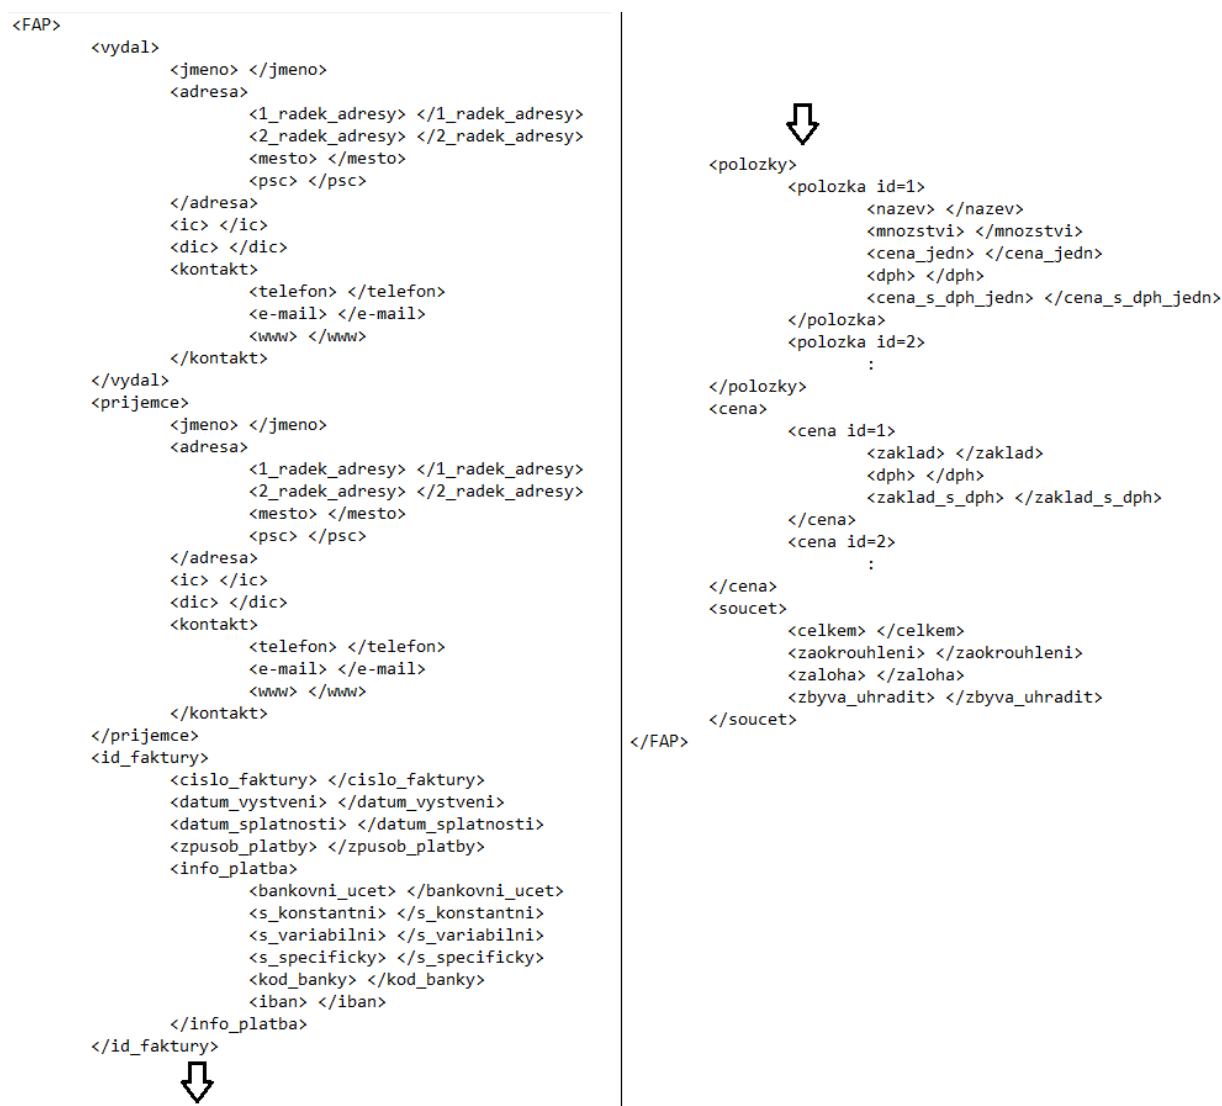 <FAP>
<vydal>
<jmeno> </jmeno>
<adresa>
<1_radek_adresy> </1_radek_adresy>
<2_radek_adresy> </2_radek_adresy>
<mesto> </mesto>
<psc> </psc>
</adresa>
<ic> </ic>
<dic> </dic>
<kontakt>
<telefon> </telefon>
<e-mail> </e-mail>
<www> </www>
</kontakt>
</vydal>
<prijemce>
<jmeno> </jmeno>
<adresa>
<1_radek_adresy> </1_radek_adresy>
<2_radek_adresy> </2_radek_adresy>
<mesto> </mesto>
<psc> </psc>
</adresa>
<ic> </ic>
<dic> </dic>
<kontakt>
<telefon> </telefon>
<e-mail> </e-mail>
<www> </www>
</kontakt>
</prijemce>
<id_faktury>
<cislo_faktury> </cislo_faktury>
<datum_vystveni> </datum_vystveni>
<datum_splatnosti> </datum_splatnosti>
<zpusob_platby> </zpusob_platby>
<info_platba>
<bankovni_ucet> </bankovni_ucet>
<s_konstantni> </s_konstantni>
<s_variabilni> </s_variabilni>
<s_specificky> </s_specificky>
<kod_banky> </kod_banky>
<iban> </iban>
</info_platba>
</id_faktury>
<polozky>
<polozka id=1>
<nazev> </nazev>
<mnozstvi> </mnozstvi>
<cena_jedn> </cena_jedn>
<dph> </dph>
<cena_s_dph_jedn> </cena_s_dph_jedn>
</polozka>
<polozka id=2>
:
</polozky>
<cena>
<cena id=1>
<zaklad> </zaklad>
<dph> </dph>
<zaklad_s_dph> </zaklad_s_dph>
</cena>
<cena id=2>
:
</cena>
<soucet>
<celkem> </celkem>
<zaokrouhleni> </zaokrouhleni>
<zaloha> </zaloha>
<zbyva_uhradit> </zbyva_uhradit>
</soucet>
</FAP>